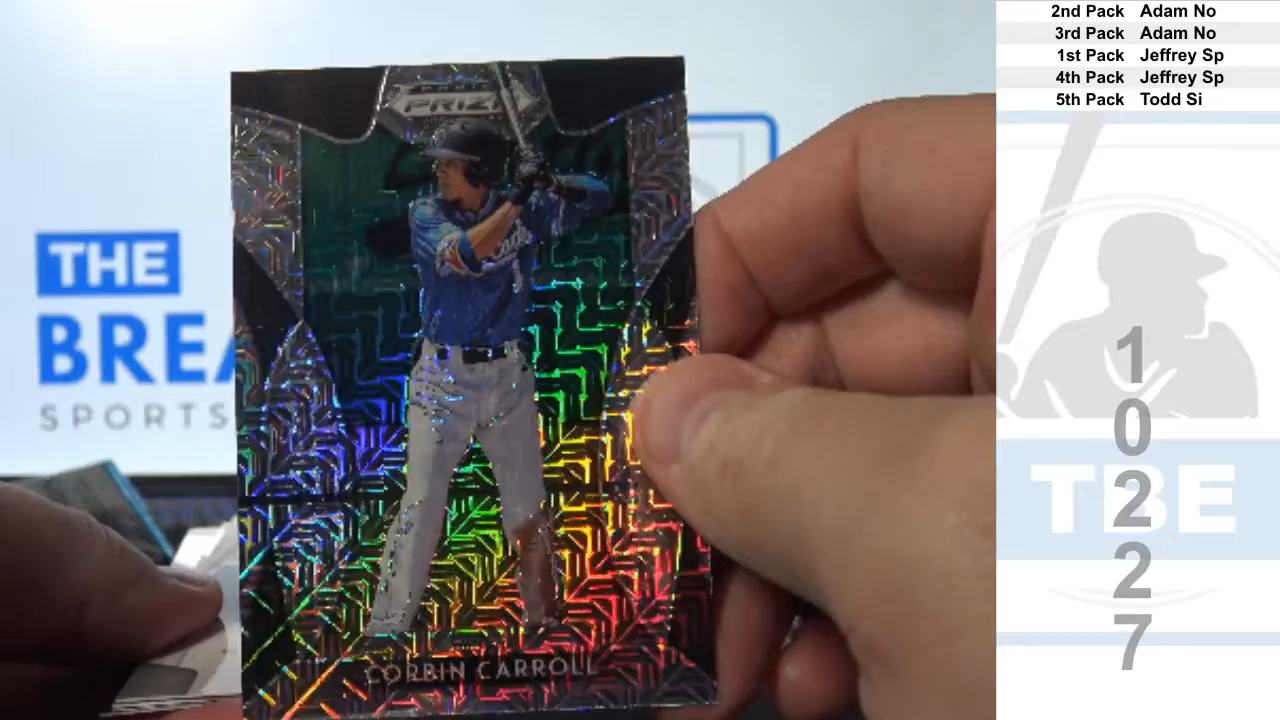 2nd Pack Adam No
3rd Pack Adam No
1st Pack Jeffrey Sp
4th Pack Jeffrey Sp
5th Pack Todd Si
PRIZ
THE
BREA
SPORTS
CORBIN CARROLL
TBE
1
0
2
2
7